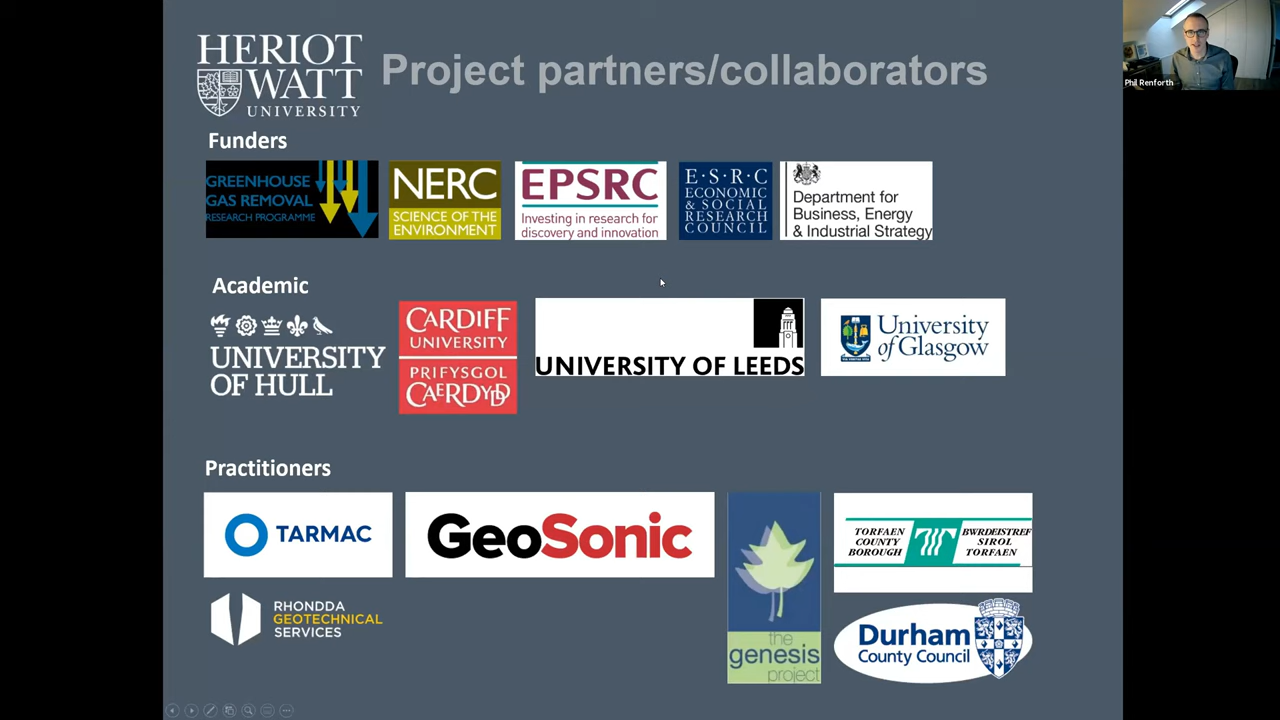 HERIOT
WATT
UNIVERSITY
Project partners/collaborators
Phil Renforth
Funders
GREENHOUSE
GAS REMOVAL
RESEARCH PROGRAMME
NERC
SCIENCE OF THE
ENVIRONMENT
EPSRC
Investing in research for
discovery and innovation
E·S·R·C
ECONOMIC
& SOCIAL
RESEARCH
COUNCIL
Department for
Business, Energy
& Industrial Strategy
Academic
UNIVERSITY
OF HULL
CARDIFF
UNIVERSITY
PRIFYSGOL
CAERDYDD
UNIVERSITY OF LEEDS
University
of Glasgow
Practitioners
TARMAC
GeoSonic
the
genesis
project
TORFAEN
COUNTY
BOROUGH
BWRDEISTREF
SIROL
TORFAEN
RHONDDA
GEOTECHNICAL
SERVICES
Durham
County Council